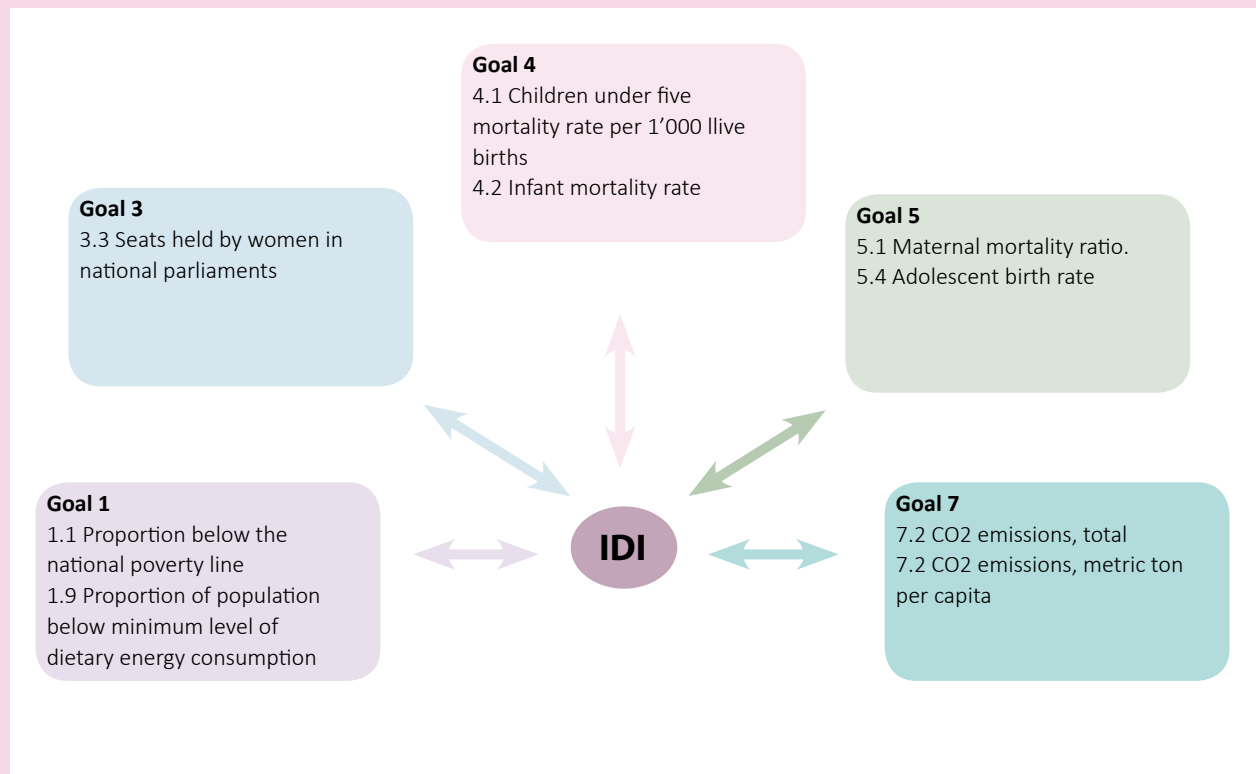 Goal 4
4.1 Children under five
mortality rate per 1’000 llive
births
4.2 Infant mortality rate
Goal 3
3.3 Seats held by women in
national parliaments
Goal 5
5.1 Maternal mortality ratio.
5.4 Adolescent birth rate
Goal 1
1.1 Proportion below the
national poverty line
1.9 Proportion of population
below minimum level of
dietary energy consumption
IDI
Goal 7
7.2 CO2 emissions, total
7.2 CO2 emissions, metric ton
per capita